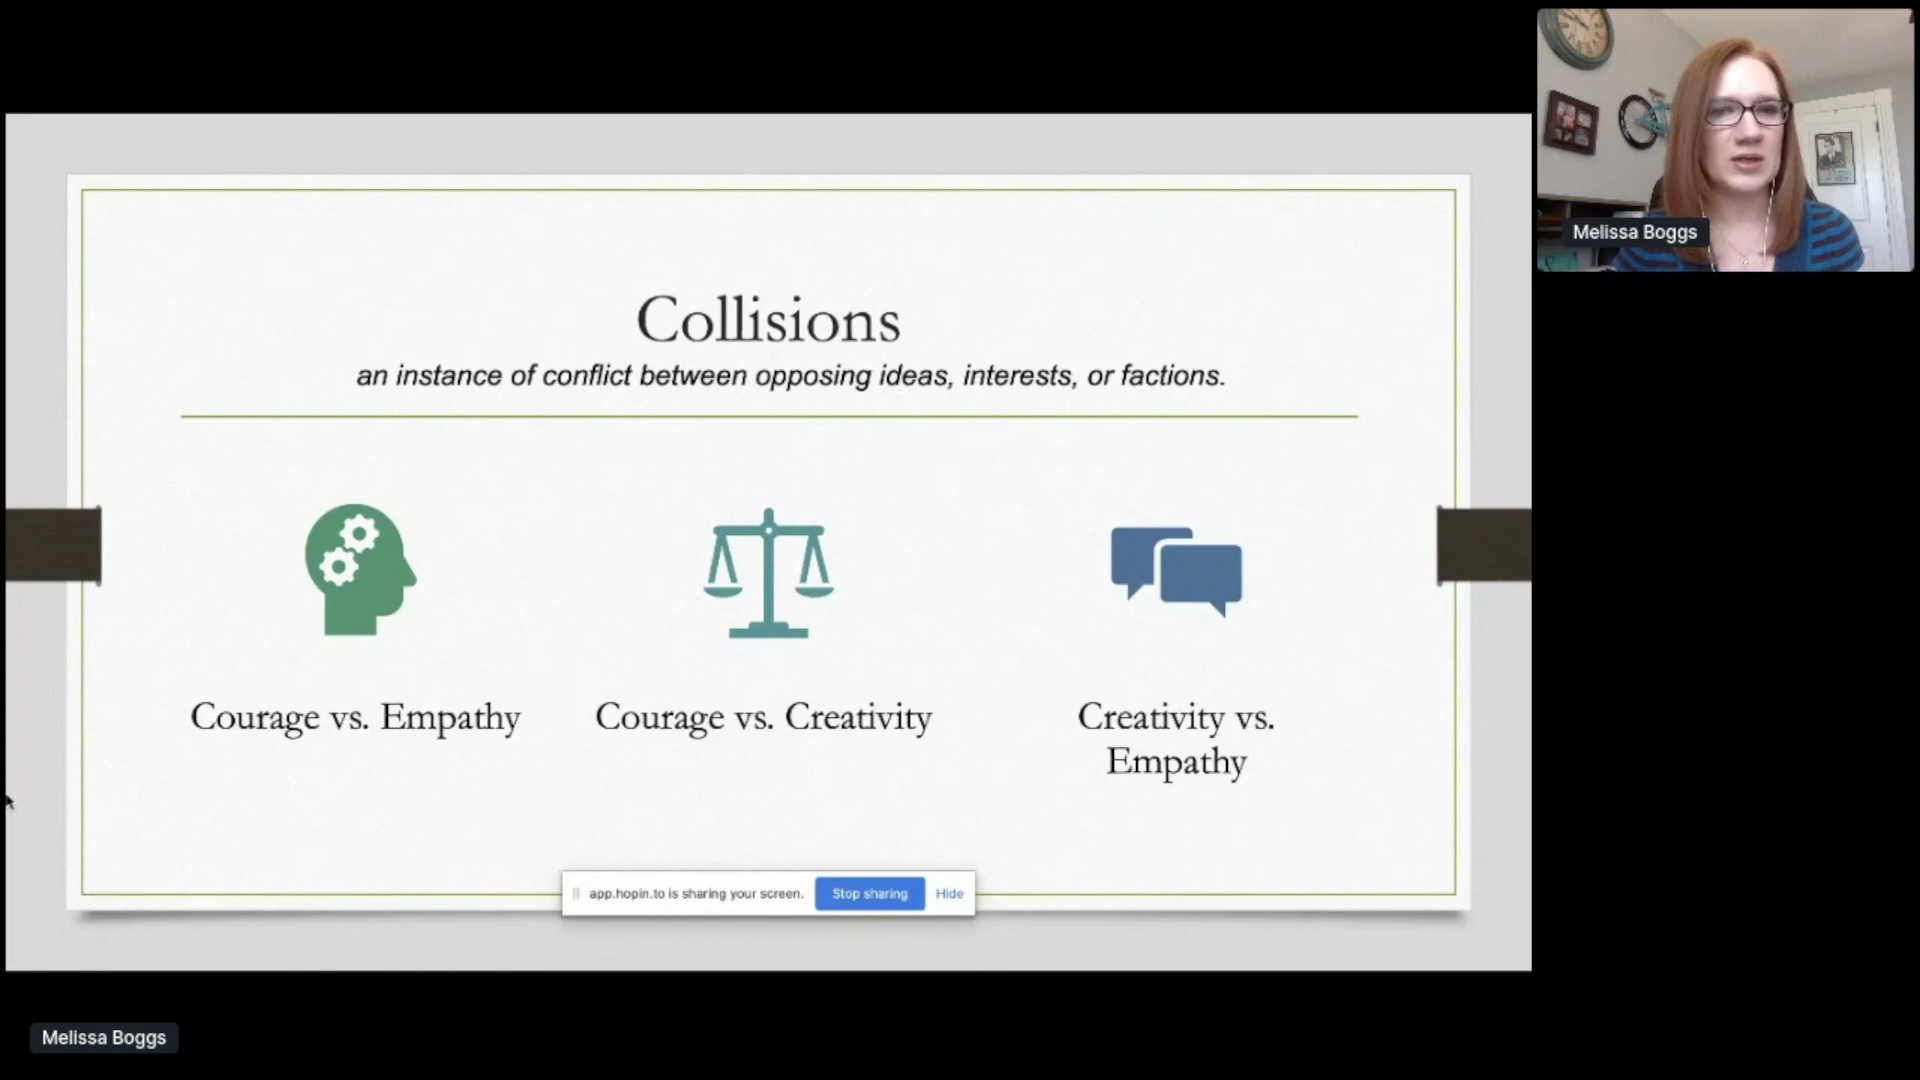 Collisions
an instance of conflict between opposing ideas, interests, or factions.
Courage vs. Empathy
Courage vs. Creativity
Creativity vs.
Empathy
app.hopin.to is sharing your screen.
Stop sharing
Hide
Melissa Boggs
Melissa Boggs